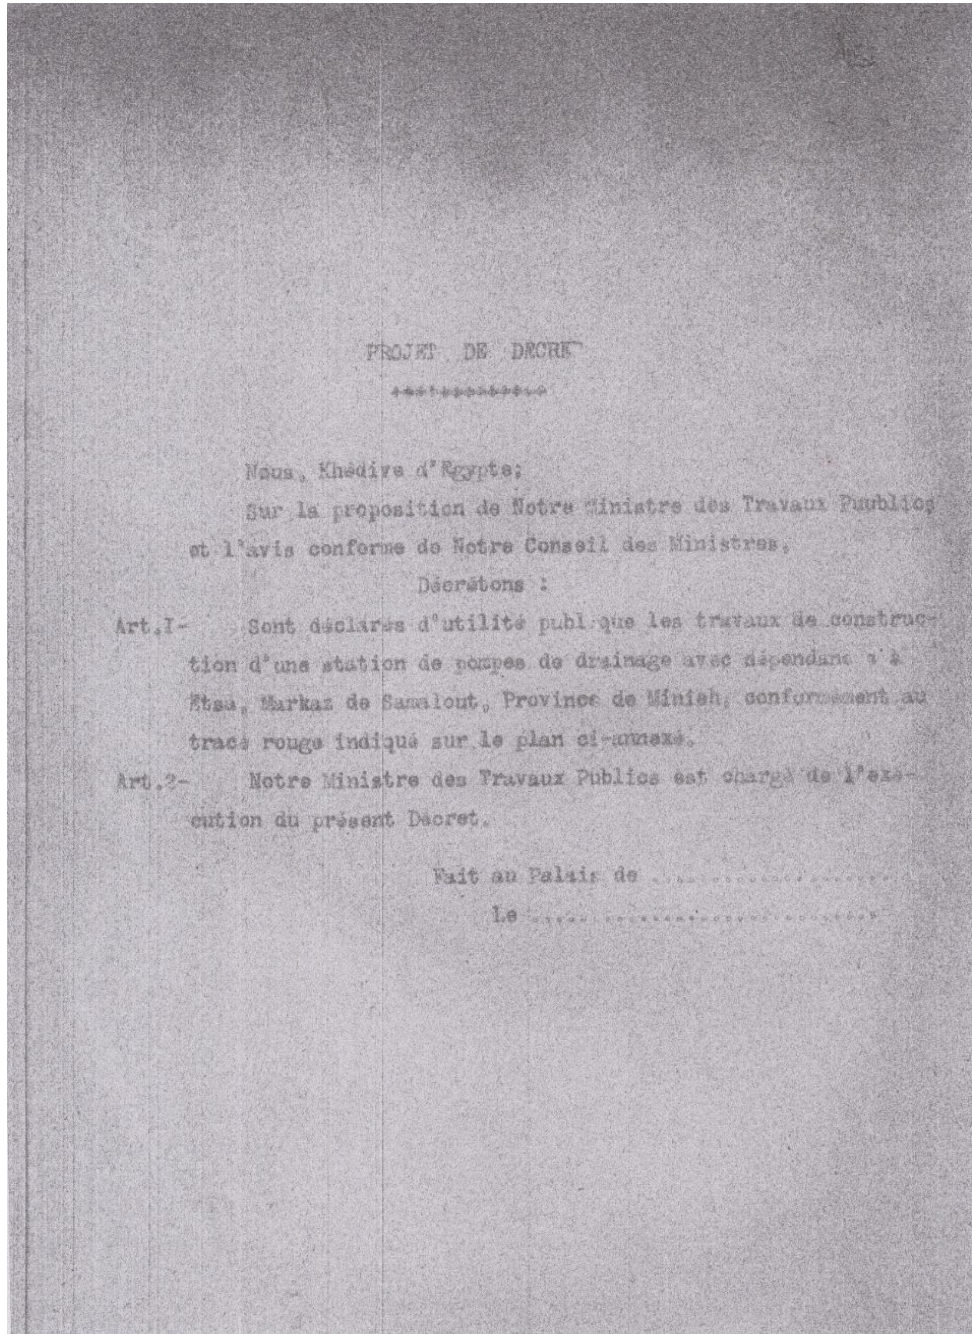 PROJET DE DECRET
Nous, Khédive d'Egypte;
Sur la proposition de Notre Ministre des Travaux Puublics
et l'avis conforme de Notre Conseil des Ministres,
Décrétons :
Art.I- Sont déclarés d'utilité publique les travaux de construc-
tion d'une station de pompes de drainage avec dépendances à
Etsa, Markaz de Samalout, Province de Minieh, conformément au
tracé rouge indiqué sur le plan ci-annexé.
Art.2- Notre Ministre des Travaux Publics est chargé de l'exé-
cution du présent Décret.
Fait au Palais de ......................
Le ..............................